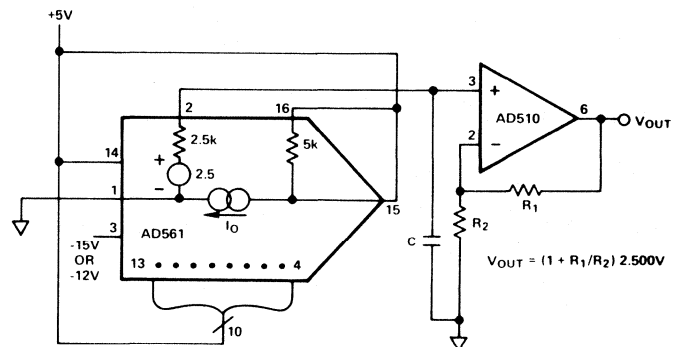 +5V
2
16
3
6
+
AD510
VOUT
2.5k
5k
2
−
14
+
2.5
1
−
15
R1
IO
R2
3
AD561
C
-15V
OR
-12V
13
4
VOUT = (1 + R1/R2) 2.500V
10